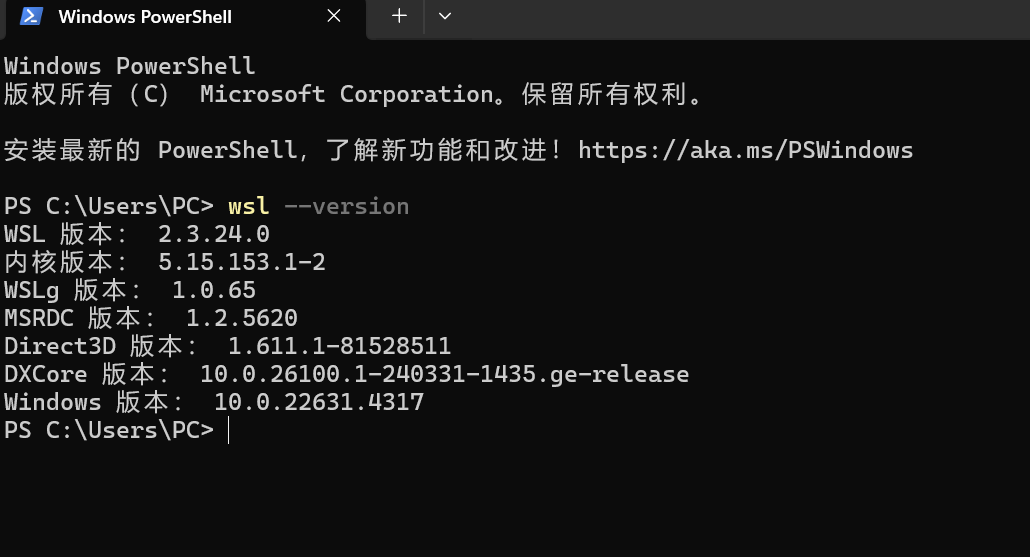 Windows PowerShell
Windows PowerShell
版权所有（C） Microsoft Corporation。保留所有权利。
安装最新的 PowerShell，了解新功能和改进！https://aka.ms/PSWindows
PS C:\Users\PC> wsl --version
WSL 版本： 2.3.24.0
内核版本： 5.15.153.1-2
WSLg 版本： 1.0.65
MSRDC 版本： 1.2.5620
Direct3D 版本： 1.611.1-81528511
DXCore 版本： 10.0.26100.1-240331-1435.ge-release
Windows 版本： 10.0.22631.4317
PS C:\Users\PC>